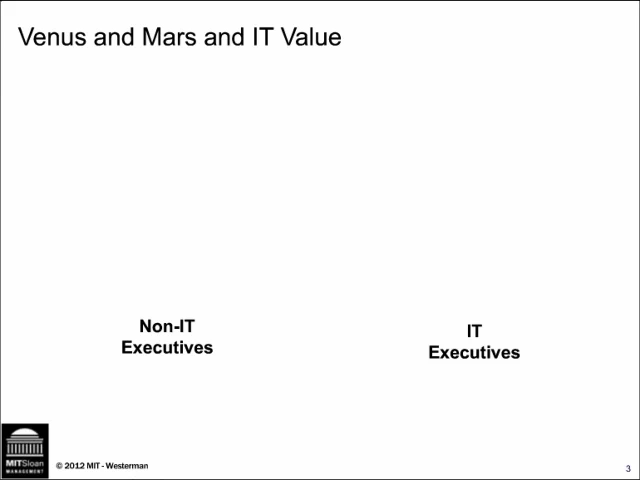 Venus and Mars and IT Value
Non-IT
Executives
IT
Executives
MITSloan
MANAGEMENT
© 2012 MIT - Westerman
3